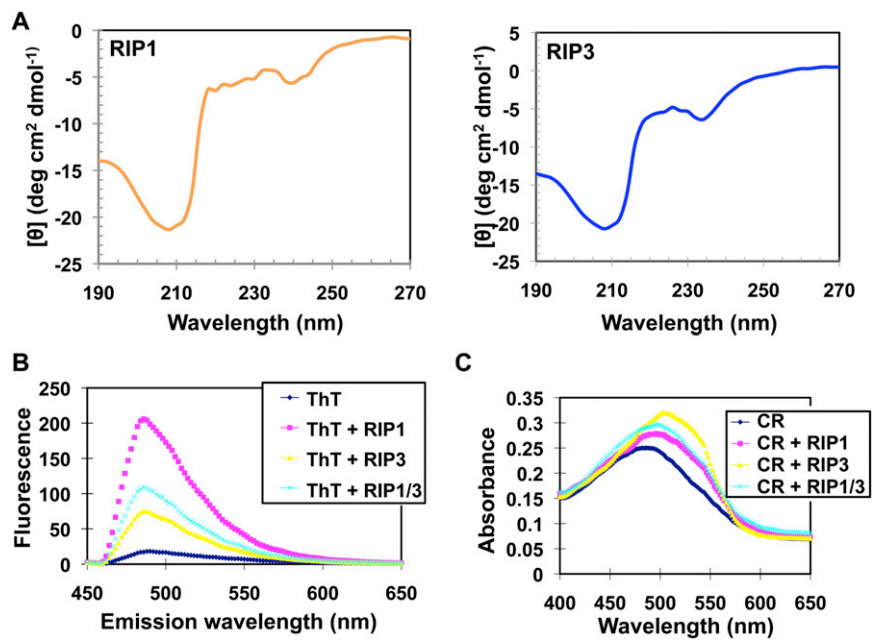 A
RIP1
[θ] (deg cm² dmol⁻¹)
0
-5
-10
-15
-20
-25
190 210 230 250 270
Wavelength (nm)
RIP3
[θ] (deg cm² dmol⁻¹)
5
0
-5
-10
-15
-20
-25
190 210 230 250 270
Wavelength (nm)
B
Fluorescence
250
200
150
100
50
0
450 500 550 600 650
Emission wavelength (nm)
ThT
ThT + RIP1
ThT + RIP3
ThT + RIP1/3
C
Absorbance
0.35
0.3
0.25
0.2
0.15
0.1
0.05
0
400 450 500 550 600 650
Wavelength (nm)
CR
CR + RIP1
CR + RIP3
CR + RIP1/3